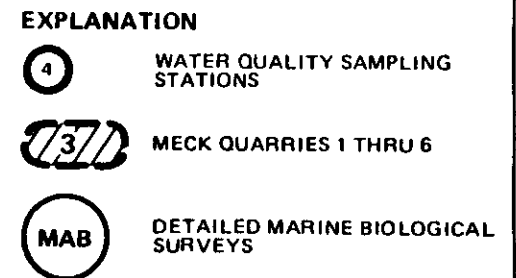 EXPLANATION
4 WATER QUALITY SAMPLING
STATIONS
3 MECK QUARRIES 1 THRU 6
MAB DETAILED MARINE BIOLOGICAL
SURVEYS